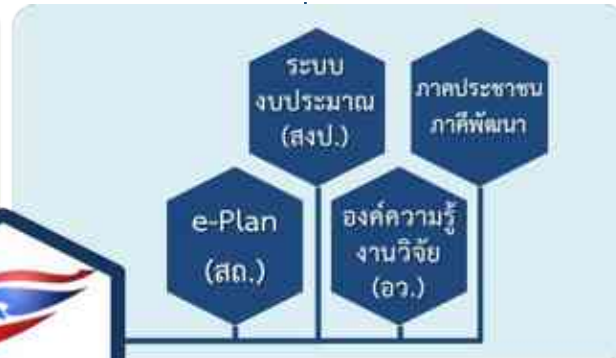 ระบบ
งบประมาณ
(สงป.)
ภาคประชาชน
ภาคีพัฒนา
e-Plan
(สถ.)
องค์ความรู้
งานวิจัย
(อว.)